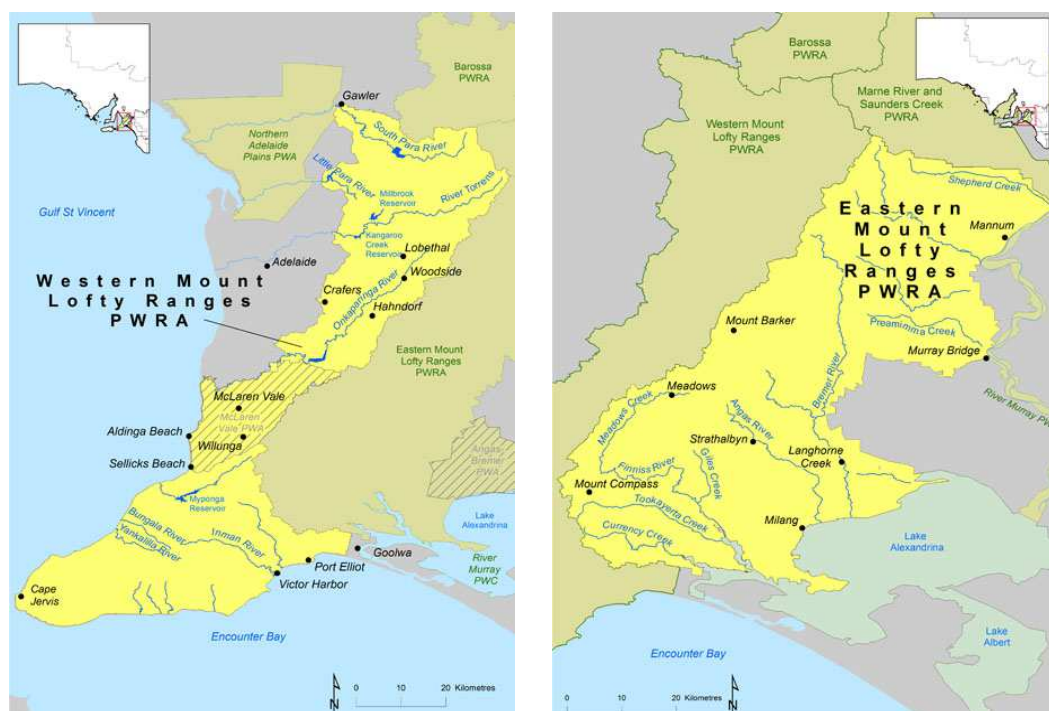 Barossa
PWRA
Gawler
South Para River
Northern
Adelaide
Plains PWA
Little Para River
Millbrook
Reservoir
River Torrens
Gulf St Vincent
Kangaroo
Creek
Reservoir
Lobethal
Adelaide
Woodside
Western Mount
Lofty Ranges
PWRA
Crafers
Onkaparinga River
Hahndorf
Eastern Mount
Lofty Ranges
PWRA
McLaren Vale
McLaren
Vale PWA
Aldinga Beach
Willunga
Sellicks Beach
Angas
Bremer
PWA
Myponga
Reservoir
Lake
Alexandrina
Bungala River
Yankalilla River
Inman River
Goolwa
Port Elliot
River
Murray
PWC
Victor Harbor
Cape
Jervis
Encounter Bay
N
0 10 20 Kilometres
Barossa
PWRA
Marne River and
Saunders Creek
PWRA
Western Mount
Lofty Ranges
PWRA
Shepherd Creek
Eastern
Mount
Lofty
Ranges
PWRA
Mannum
Mount Barker
Preamimma Creek
Murray Bridge
Bremer River
Meadows
Meadows Creek
River Murray PW
Angas River
Strathalbyn
Langhorne
Creek
Finniss River
Giles Creek
Mount Compass
Tookayerta Creek
Currency Creek
Milang
Lake
Alexandrina
Lake
Albert
Encounter Bay
N
0 10 20 Kilometres